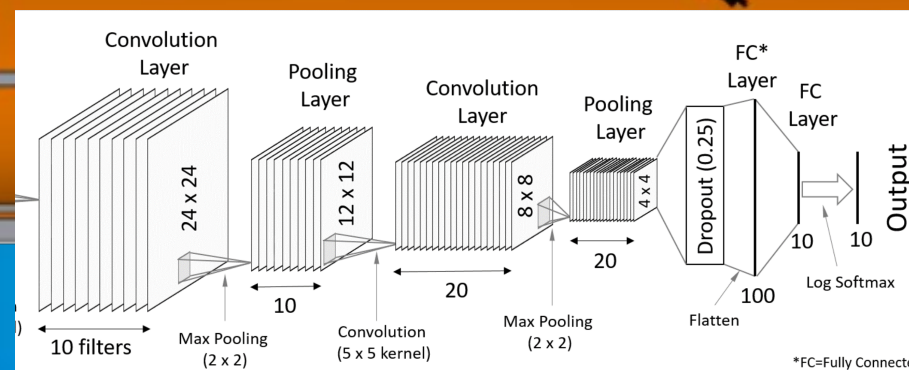 Convolution
Layer
Pooling
Layer
Convolution
Layer
Pooling
Layer
FC*
Layer
FC
Layer
24 x 24
12 x 12
8 x 8
4 x 4
Dropout (0.25)
Output
10 filters
10
20
20
100
10
10
)
Max Pooling
(2 x 2)
Convolution
(5 x 5 kernel)
Max Pooling
(2 x 2)
Flatten
Log Softmax
*FC=Fully Connecte